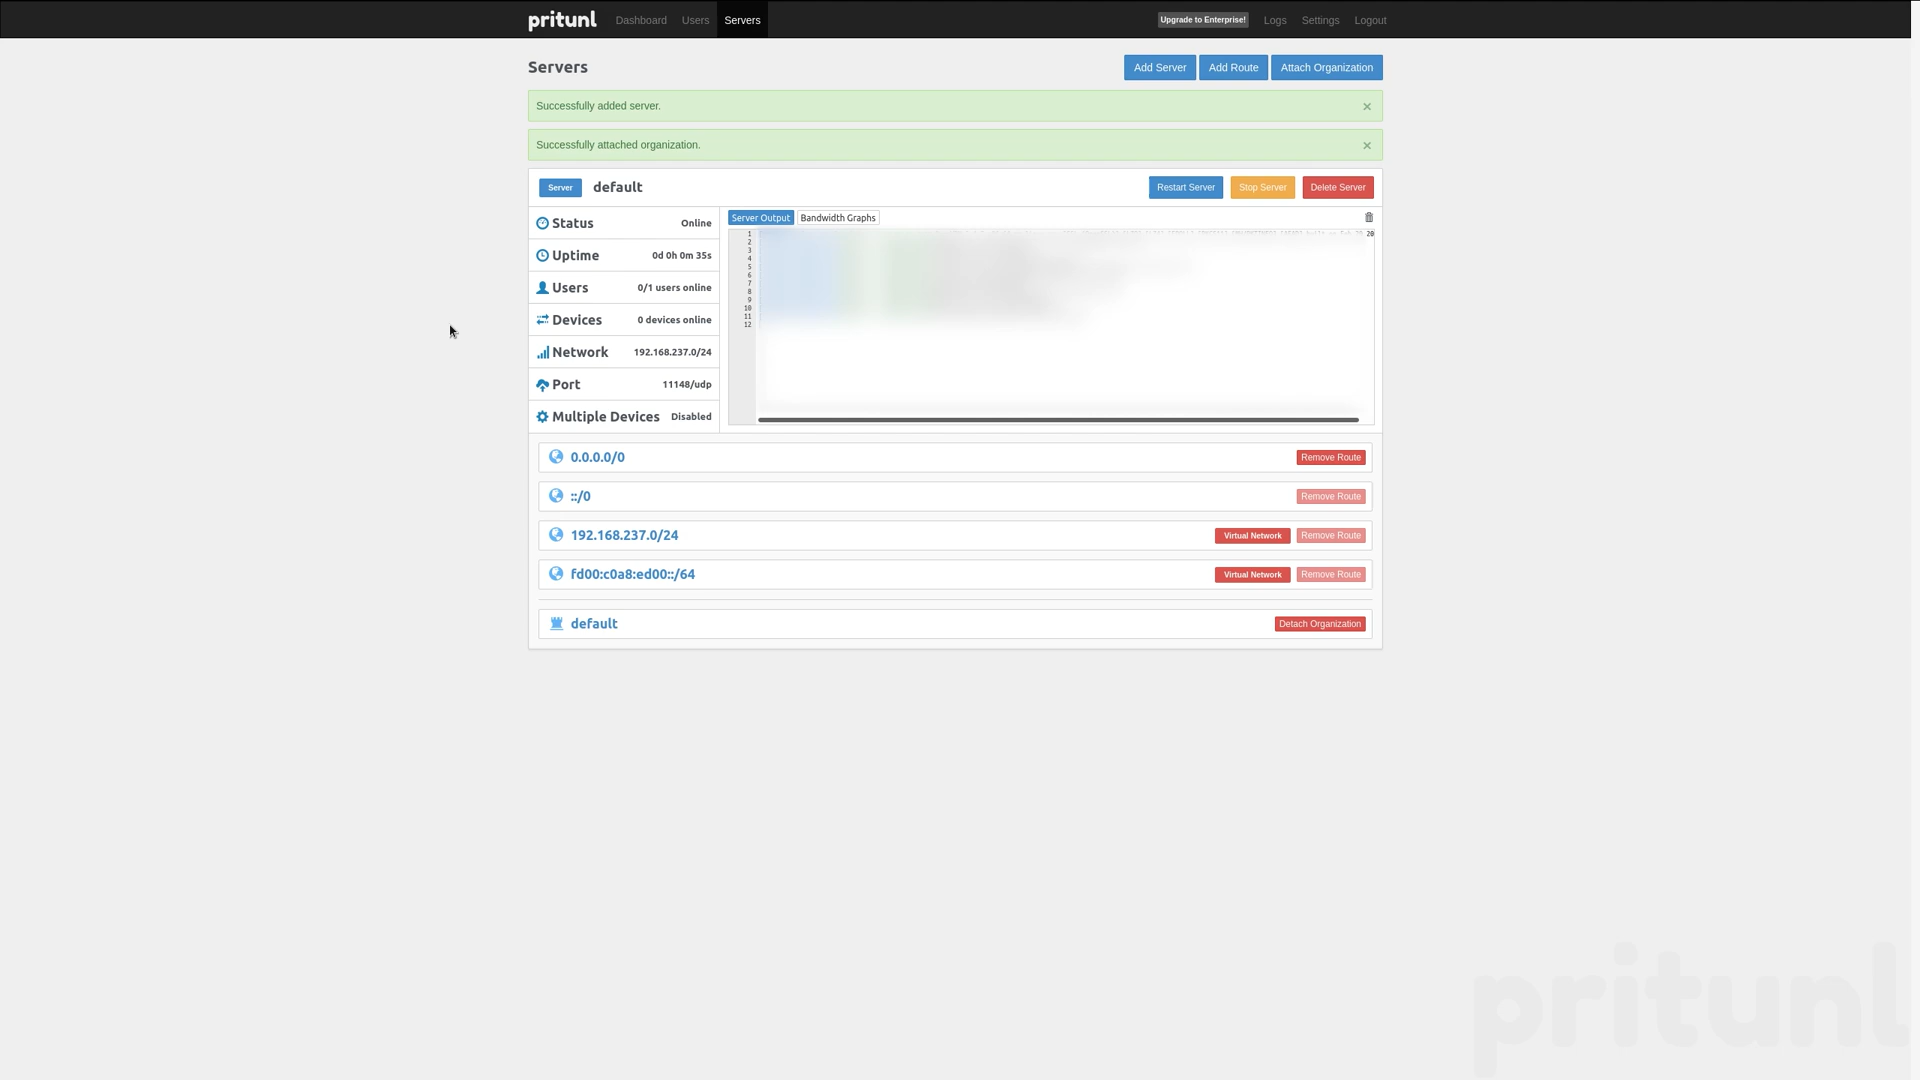 pritunl Dashboard Users Servers Upgrade to Enterprise! Logs Settings Logout
Servers Add Server Add Route Attach Organization
Successfully added server. ×
Successfully attached organization. ×
Server default Restart Server Stop Server Delete Server
Server Output Bandwidth Graphs
Status Online
Uptime 0d 0h 0m 35s
Users 0/1 users online
Devices 0 devices online
Network 192.168.237.0/24
Port 11148/udp
Multiple Devices Disabled
1
2
3
4
5
6
7
8
9
10
11
12
0.0.0.0/0 Remove Route
::/0 Remove Route
192.168.237.0/24 Virtual Network Remove Route
fd00:c0a8:ed00::/64 Virtual Network Remove Route
default Detach Organization
pritunl